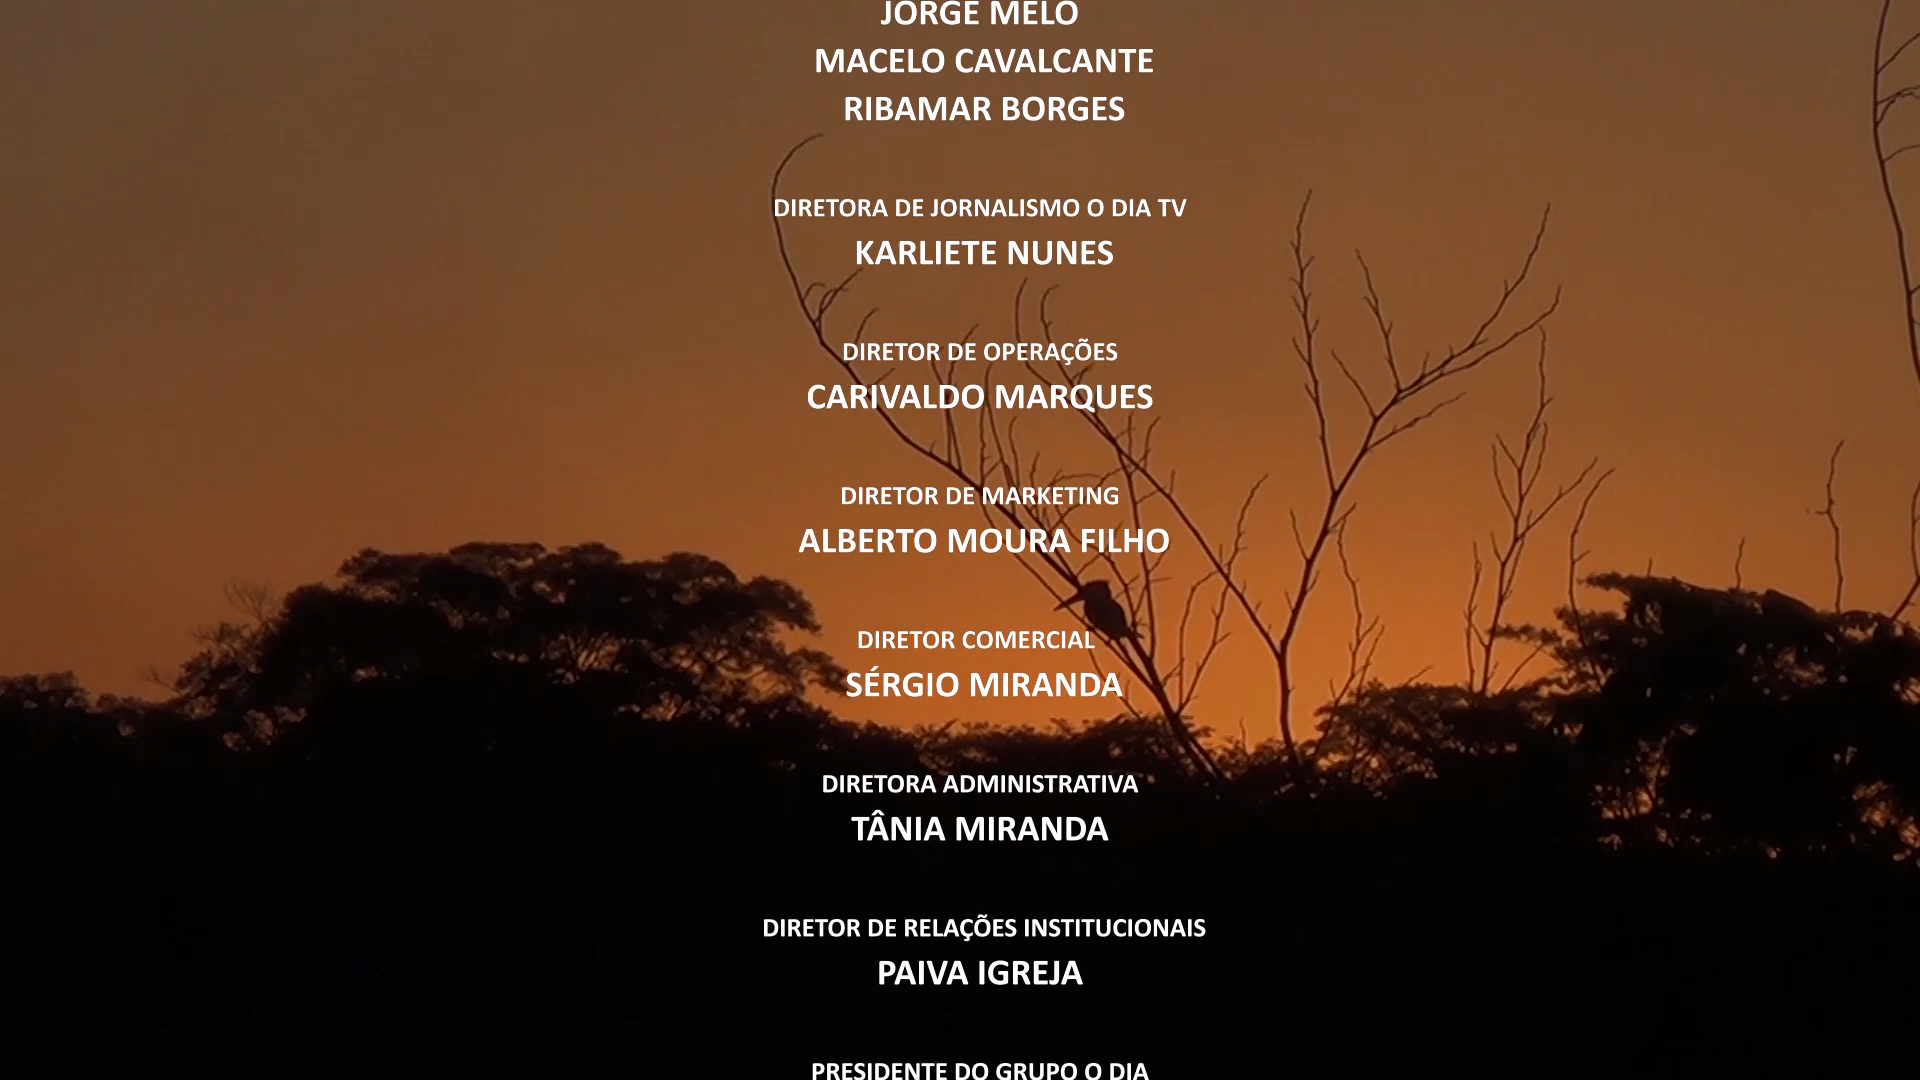 JORGE MELO
MACELO CAVALCANTE
RIBAMAR BORGES
DIRETORA DE JORNALISMO O DIA TV
KARLIETE NUNES
DIRETOR DE OPERAÇÕES
CARIVALDO MARQUES
DIRETOR DE MARKETING
ALBERTO MOURA FILHO
DIRETOR COMERCIAL
SÉRGIO MIRANDA
DIRETORA ADMINISTRATIVA
TÂNIA MIRANDA
DIRETOR DE RELAÇÕES INSTITUCIONAIS
PAIVA IGREJA
PRESIDENTE DO GRUPO O DIA